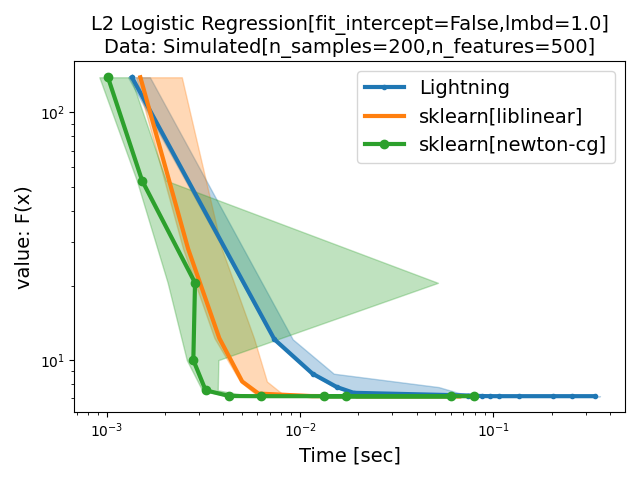 L2 Logistic Regression[fit_intercept=False,lmbd=1.0]
Data: Simulated[n_samples=200,n_features=500]
Lightning
sklearn[liblinear]
sklearn[newton-cg]
value: F(x)
10²
10¹
10⁻³
10⁻²
10⁻¹
Time [sec]